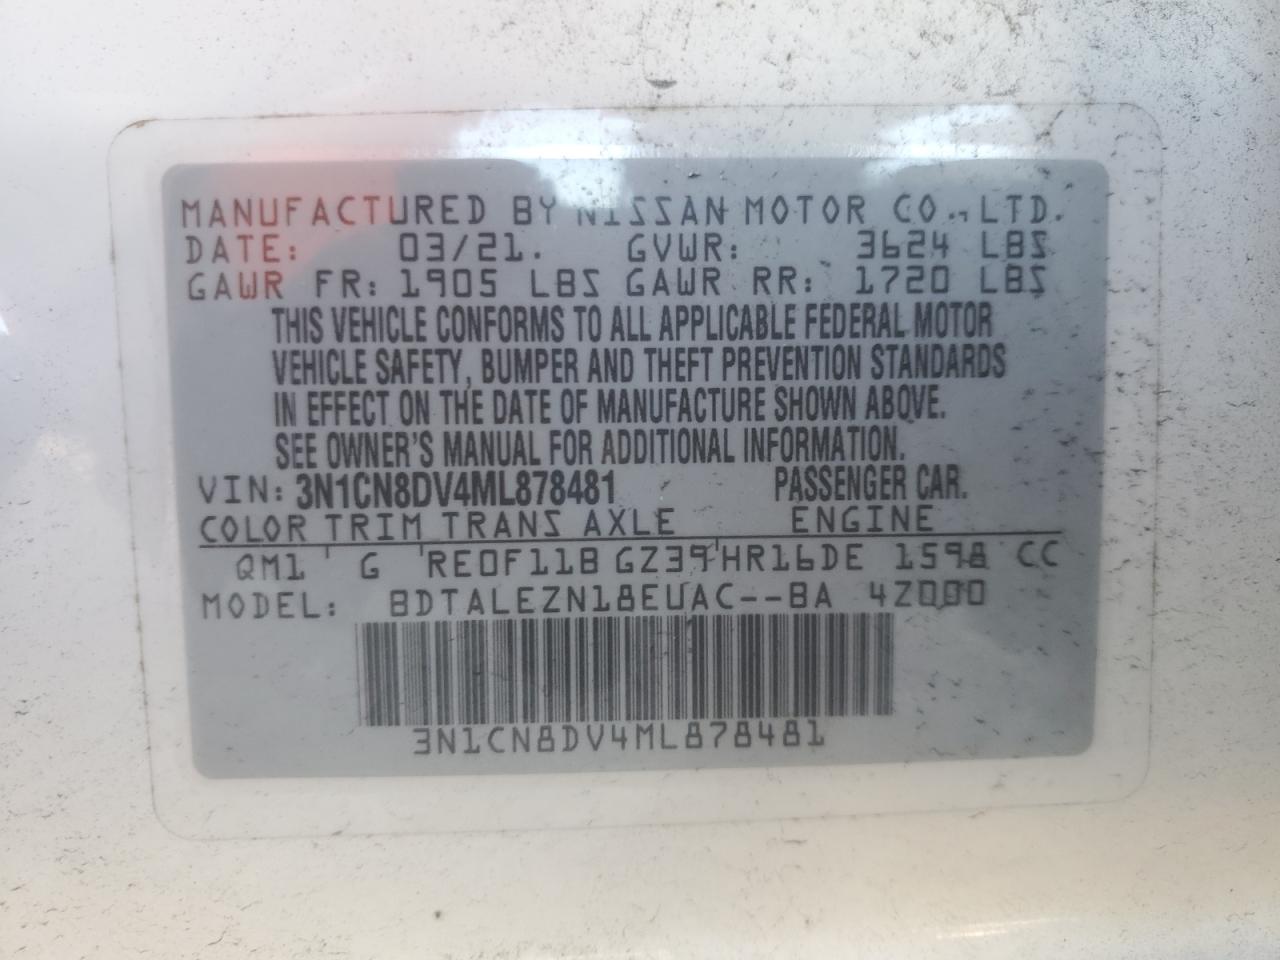 MANUFACTURED BY NISSAN MOTOR CO., LTD.
DATE: 03/21. GVWR: 3624 LBS
GAWR FR: 1905 LBS GAWR RR: 1720 LBS
THIS VEHICLE CONFORMS TO ALL APPLICABLE FEDERAL MOTOR
VEHICLE SAFETY, BUMPER AND THEFT PREVENTION STANDARDS
IN EFFECT ON THE DATE OF MANUFACTURE SHOWN ABOVE.
SEE OWNER'S MANUAL FOR ADDITIONAL INFORMATION.
VIN: 3N1CN8DV4ML878481 PASSENGER CAR.
COLOR TRIM TRANS AXLE ENGINE
QM1 ' G ' RE0F11B GZ39 ' HR16DE 1598 CC
MODEL: BDTALEZN18EUAC--BA 4Z000
3N1CN8DV4ML878481